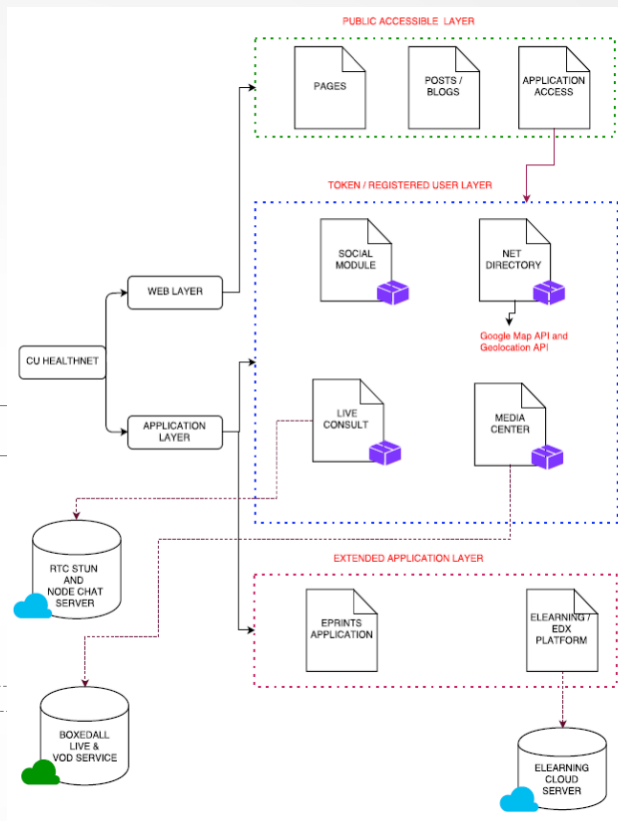 PUBLIC ACCESSIBLE LAYER
PAGES
POSTS /
BLOGS
APPLICATION
ACCESS
TOKEN / REGISTERED USER LAYER
SOCIAL
MODULE
NET
DIRECTORY
WEB LAYER
Google Map API and
Geolocation API
CU HEALTHNET
LIVE
CONSULT
MEDIA
CENTER
APPLICATION
LAYER
RTC STUN
AND
NODE CHAT
SERVER
EXTENDED APPLICATION LAYER
EPRINTS
APPLICATION
ELEARNING /
EDX
PLATFORM
BOXEDALL
LIVE &
VOD SERVICE
ELEARNING
CLOUD
SERVER